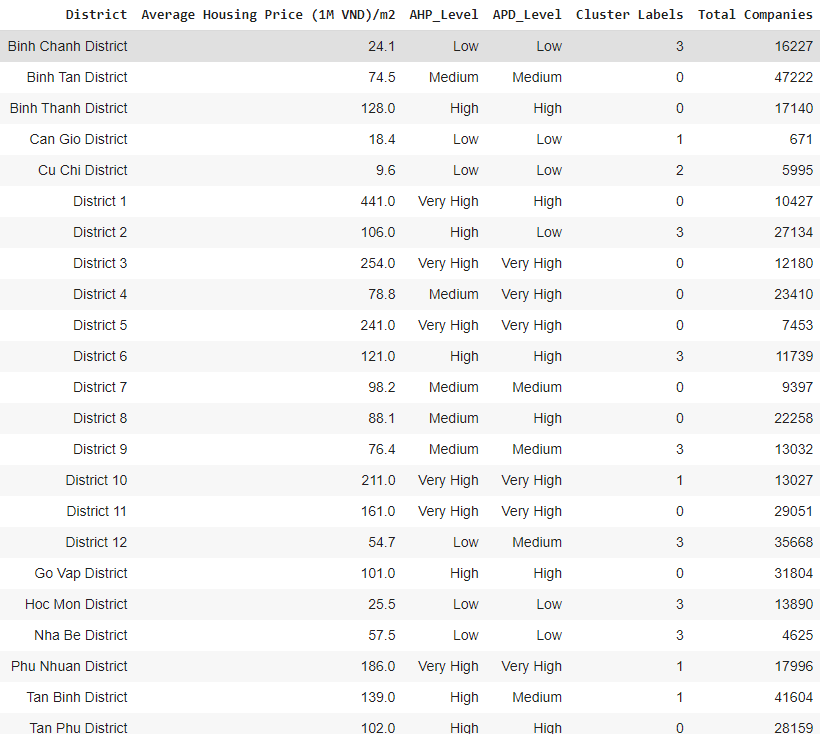 District Average Housing Price (1M VND)/m2 AHP_Level APD_Level Cluster Labels Total Companies
Binh Chanh District 24.1 Low Low 3 16227
Binh Tan District 74.5 Medium Medium 0 47222
Binh Thanh District 128.0 High High 0 17140
Can Gio District 18.4 Low Low 1 671
Cu Chi District 9.6 Low Low 2 5995
District 1 441.0 Very High High 0 10427
District 2 106.0 High Low 3 27134
District 3 254.0 Very High Very High 0 12180
District 4 78.8 Medium Very High 0 23410
District 5 241.0 Very High Very High 0 7453
District 6 121.0 High High 3 11739
District 7 98.2 Medium Medium 0 9397
District 8 88.1 Medium High 0 22258
District 9 76.4 Medium Medium 3 13032
District 10 211.0 Very High Very High 1 13027
District 11 161.0 Very High Very High 0 29051
District 12 54.7 Low Medium 3 35668
Go Vap District 101.0 High High 0 31804
Hoc Mon District 25.5 Low Low 3 13890
Nha Be District 57.5 Low Low 3 4625
Phu Nhuan District 186.0 Very High Very High 1 17996
Tan Binh District 139.0 High Medium 1 41604
Tan Phu District 102.0 High High 0 28159